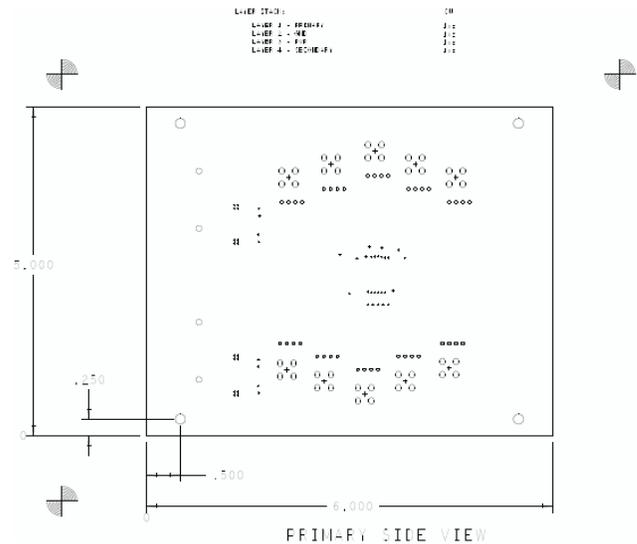 LAYER STACK: CU
LAYER 1 - PRIMARY
LAYER 2 - GND
LAYER 3 -
LAYER 4 - SECONDARY
5.000
.250
0
.500
6.000
0
PRIMARY SIDE VIEW